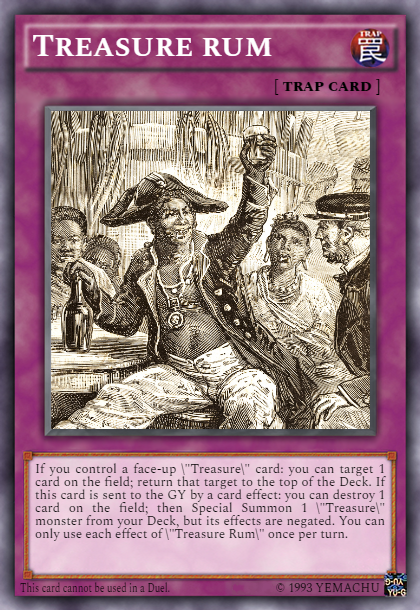 TREASURE RUM
TRAP
罠
[ TRAP CARD ]
If you control a face-up \"Treasure\" card: you can target 1
card on the field; return that target to the top of the Deck. If
this card is sent to the GY by a card effect: you can destroy 1
card on the field; then Special Summon 1 \"Treasure\"
monster from your Deck, but its effects are negated. You can
only use each effect of \"Treasure Rum\" once per turn.
This card cannot be used in a Duel.
© 1993 YEMACHU
YU-G